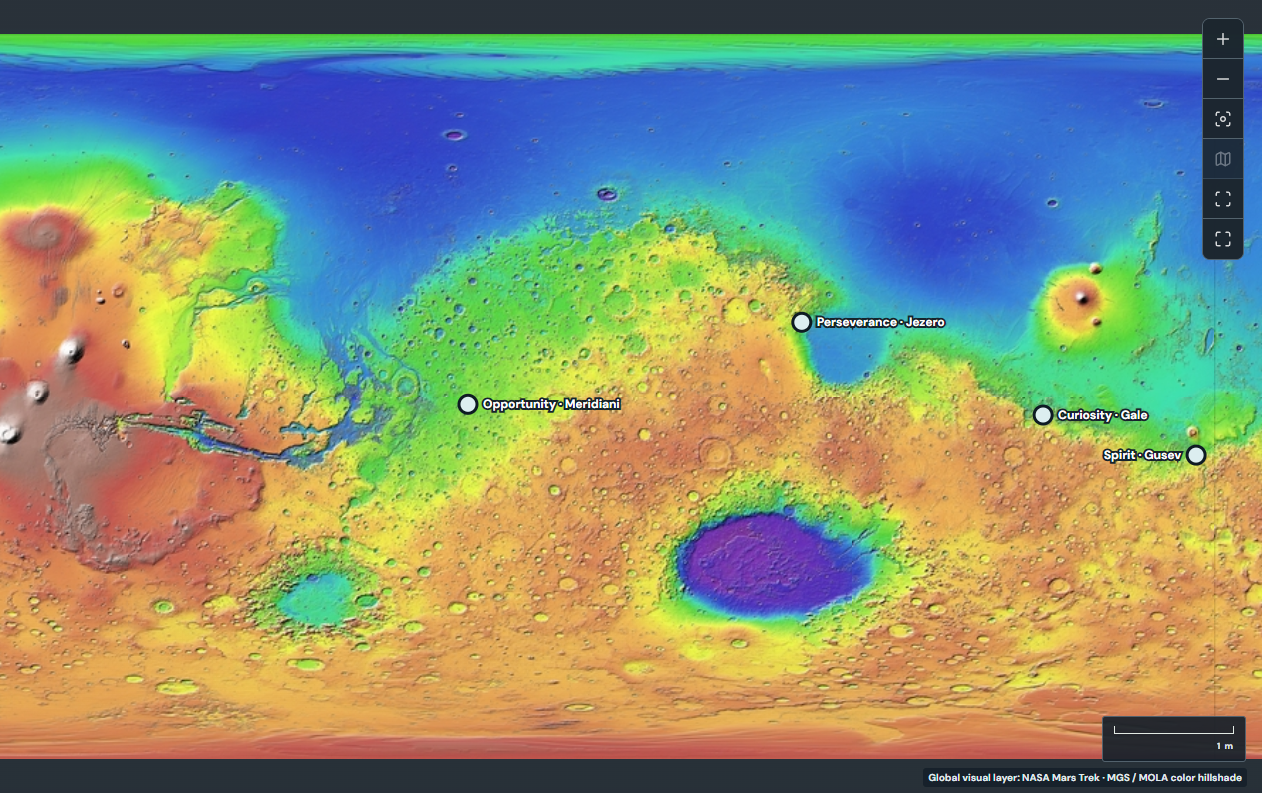 Perseverance · Jezero
Opportunity · Meridiani
Curiosity · Gale
Spirit · Gusev
1 m
Global visual layer: NASA Mars Trek · MGS / MOLA color hillshade